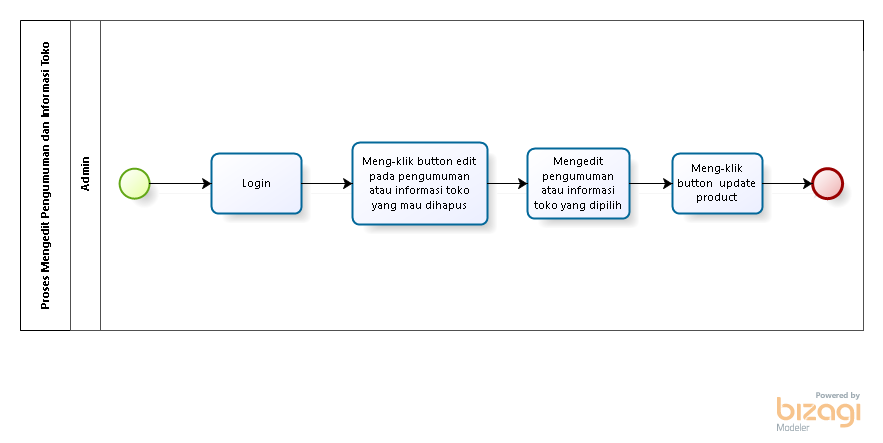 Proses Mengedit Pengumuman dan Informasi Toko
Admin
Login
Meng-klik button edit
pada pengumuman
atau informasi toko
yang mau dihapus
Mengedit
pengumuman
atau informasi
toko yang dipilih
Meng-klik
button update
product
Powered by
bizagi
Modeler